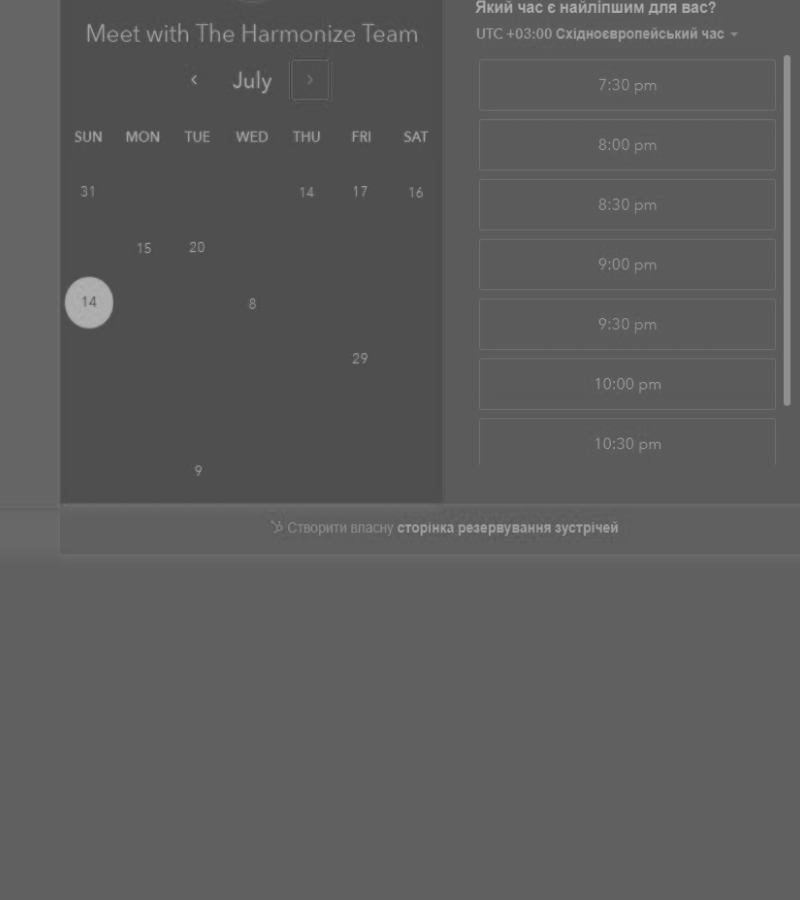 Meet with The Harmonize Team
July
SUN MON TUE WED THU FRI SAT
31 14 17 16
15 20
14 8
29
9
Який час є найліпшим для вас?
UTC +03:00 Східноєвропейський час
7:30 pm
8:00 pm
8:30 pm
9:00 pm
9:30 pm
10:00 pm
10:30 pm
Створити власну сторінка резервування зустрічей